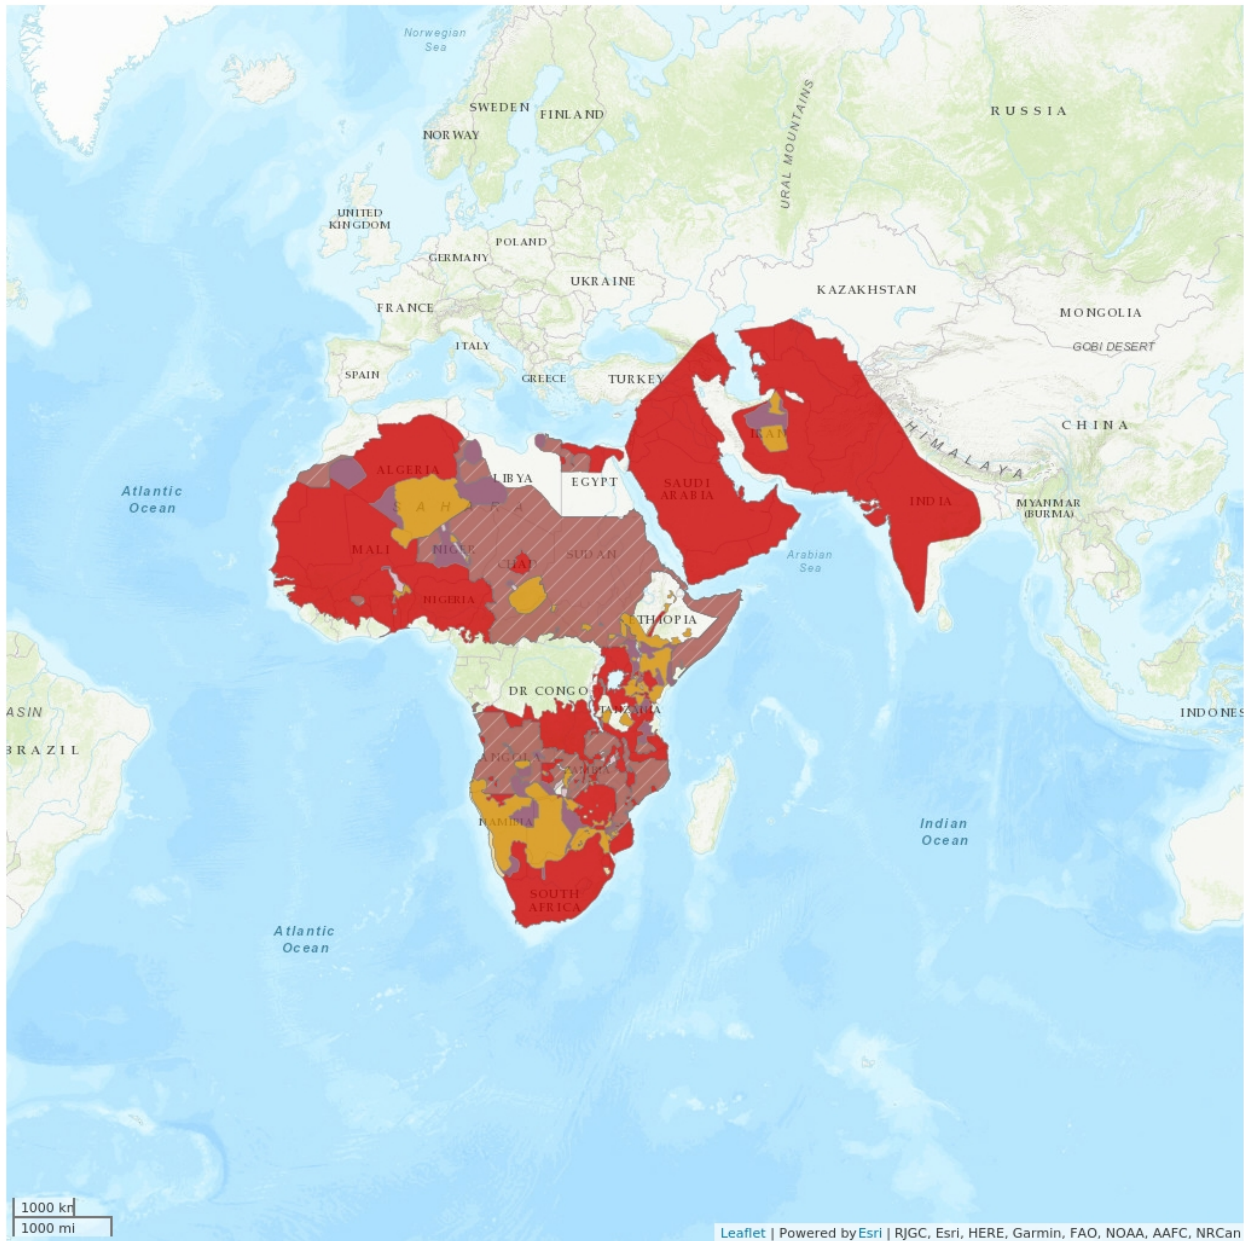 Norwegian
Sea
SWEDEN
FINLAND
NORWAY
RUSSIA
URAL MOUNTAINS
UNITED
KINGDOM
POLAND
GERMANY
UKRAINE
KAZAKHSTAN
FRANCE
MONGOLIA
ITALY
GOBI DESERT
SPAIN
GREECE
TURKEY
CHINA
HIMALAYA
IRAN
ALGERIA
LIBYA
EGYPT
SAUDI
ARABIA
INDIA
Atlantic
Ocean
SAHARA
MYANMAR
(BURMA)
MALI
NIGER
CHAD
SUDAN
Arabian
Sea
NIGERIA
ETHIOPIA
DR CONGO
TANZANIA
ASIN
BRAZIL
INDONES
ANGOLA
NAMIBIA
Indian
Ocean
SOUTH
AFRICA
Atlantic
Ocean
1000 km
1000 mi
Leaflet | Powered by Esri | RJGC, Esri, HERE, Garmin, FAO, NOAA, AAFC, NRCan